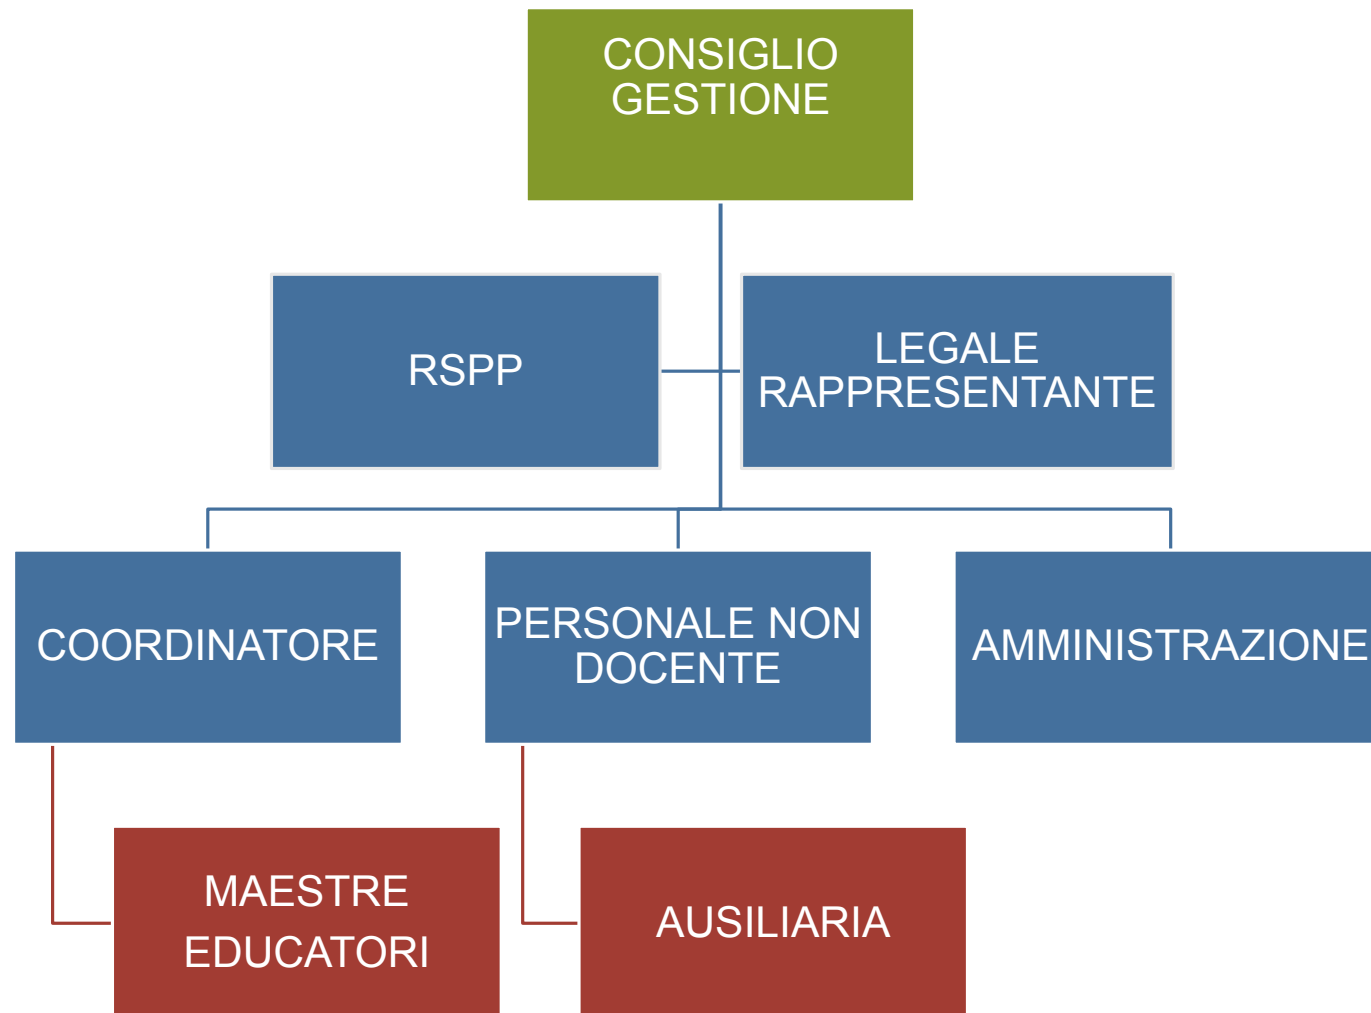 CONSIGLIO
GESTIONE
RSPP
LEGALE
RAPPRESENTANTE
COORDINATORE
PERSONALE NON
DOCENTE
AMMINISTRAZIONE
MAESTRE
EDUCATORI
AUSILIARIA